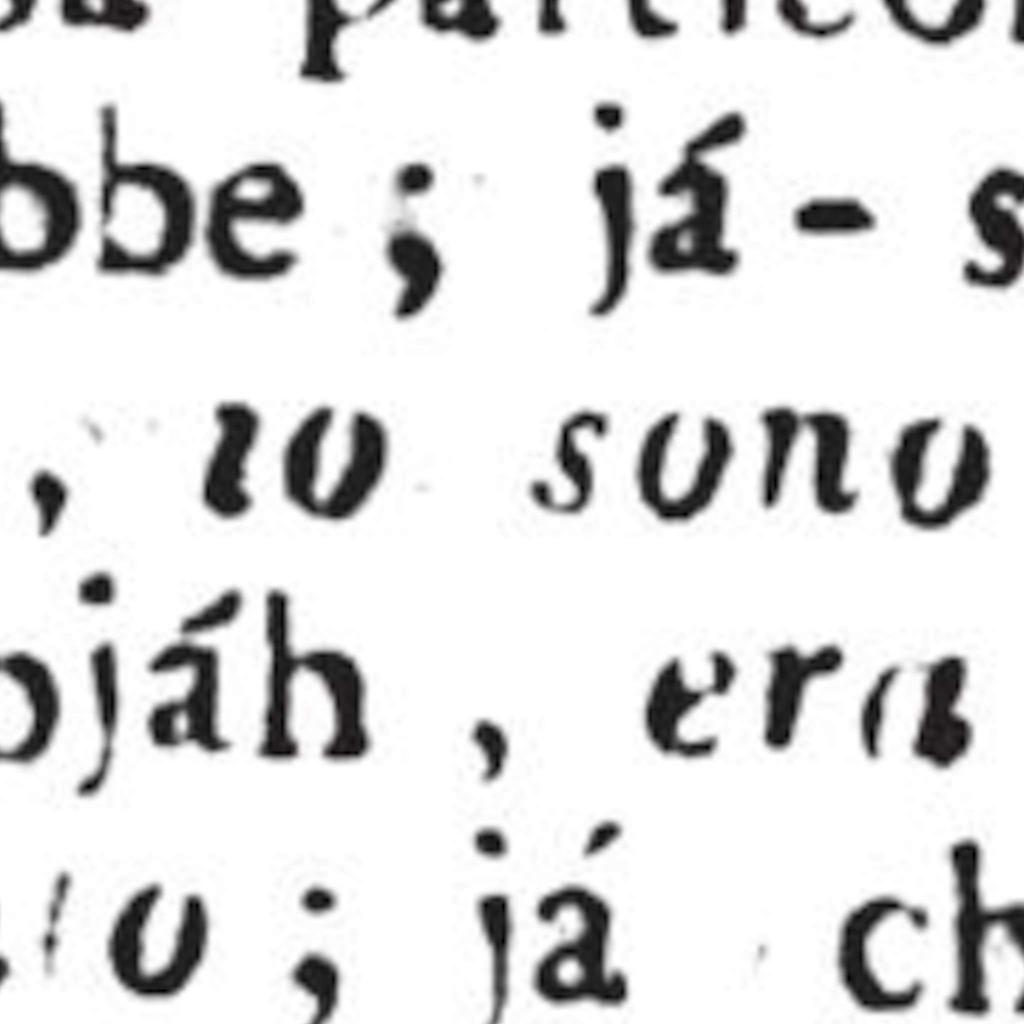 bbe ; já - s
, io sono
ojáh , era
o ; já ch